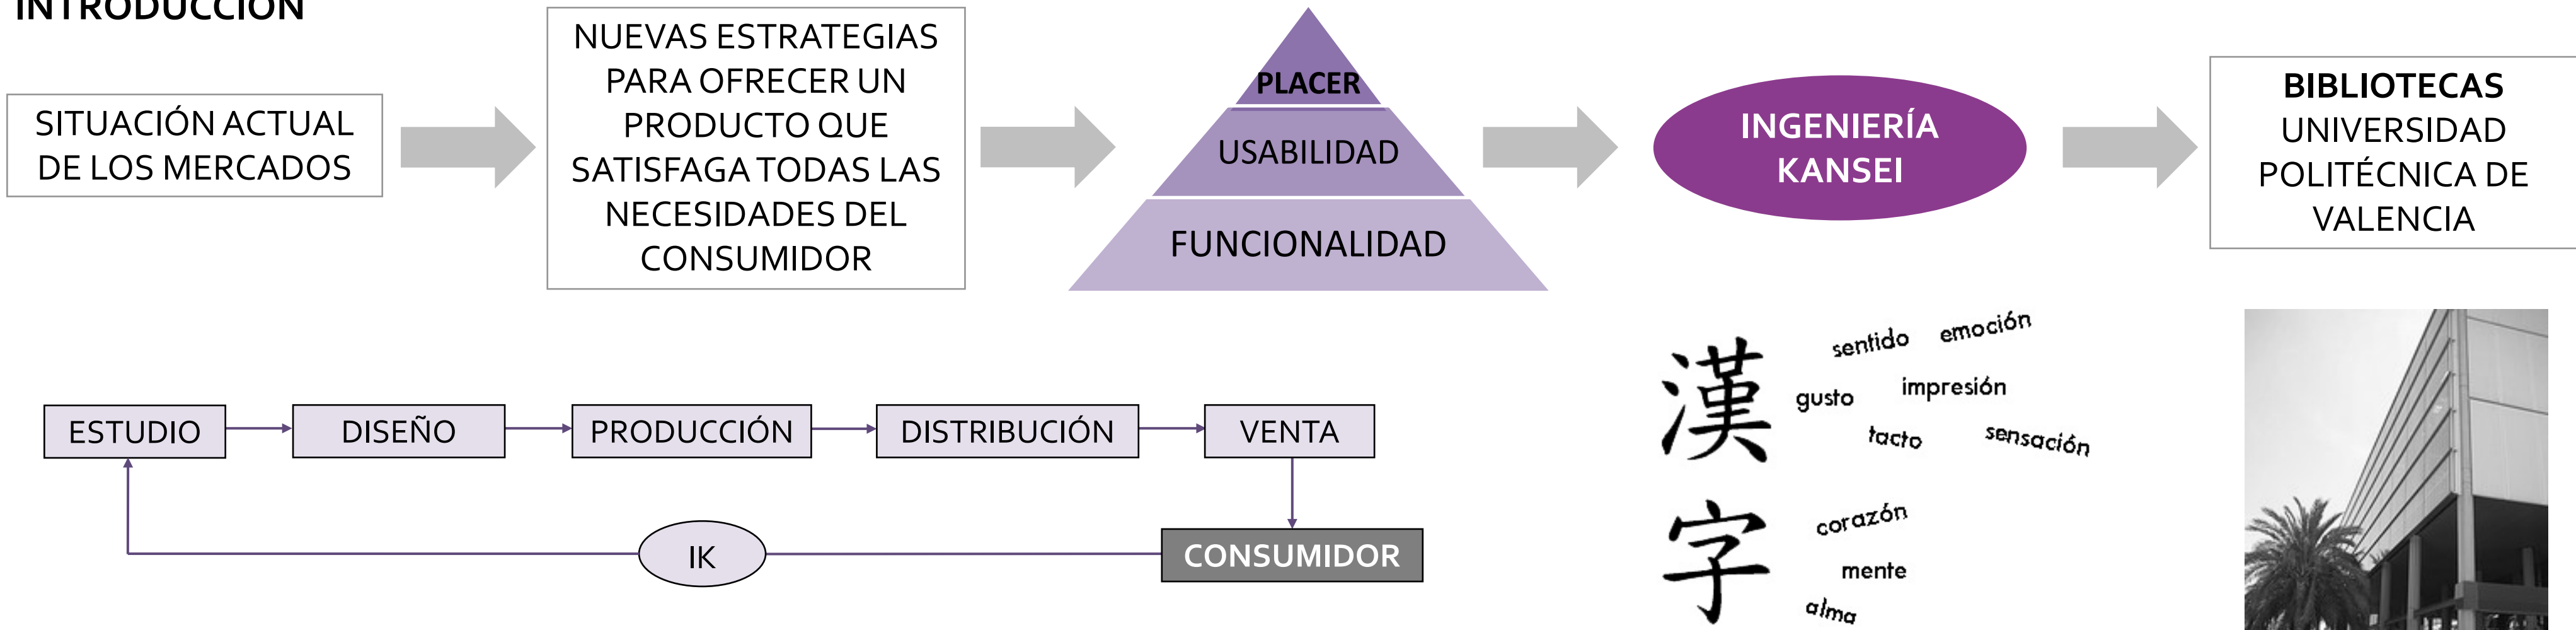 INTRODUCCIÓN
SITUACIÓN ACTUAL
DE LOS MERCADOS
NUEVAS ESTRATEGIAS
PARA OFRECER UN
PRODUCTO QUE
SATISFAGA TODAS LAS
NECESIDADES DEL
CONSUMIDOR
PLACER
USABILIDAD
FUNCIONALIDAD
INGENIERÍA
KANSEI
BIBLIOTECAS
UNIVERSIDAD
POLITÉCNICA DE
VALENCIA
ESTUDIO
DISEÑO
PRODUCCIÓN
DISTRIBUCIÓN
VENTA
IK
CONSUMIDOR
漢
字
sentido
emoción
gusto
impresión
tacto
sensación
corazón
mente
alma